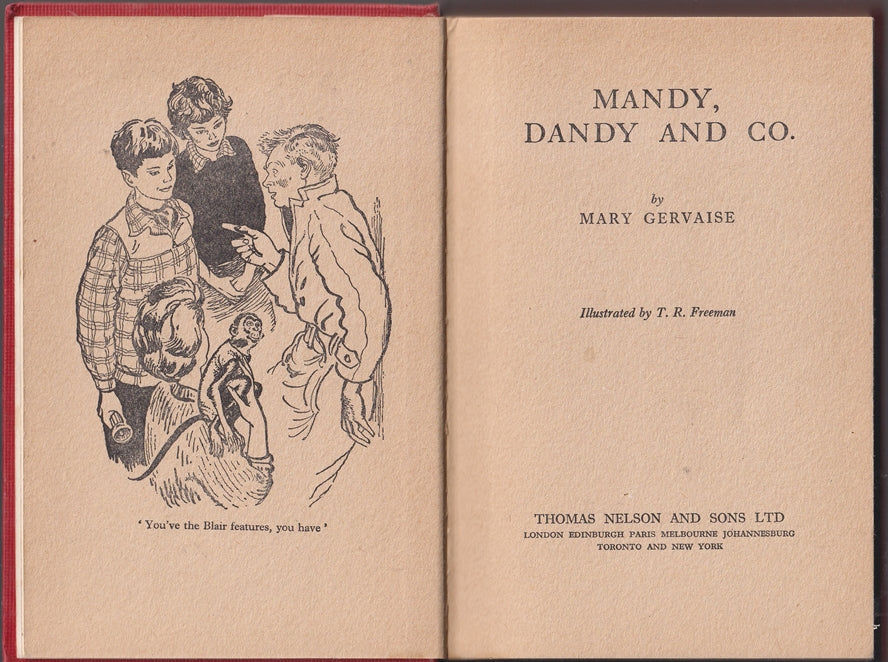 'You've the Blair features, you have'
MANDY,
DANDY AND CO.
by
MARY GERVAISE
Illustrated by T. R. Freeman
THOMAS NELSON AND SONS LTD
LONDON EDINBURGH PARIS MELBOURNE JOHANNESBURG
TORONTO AND NEW YORK